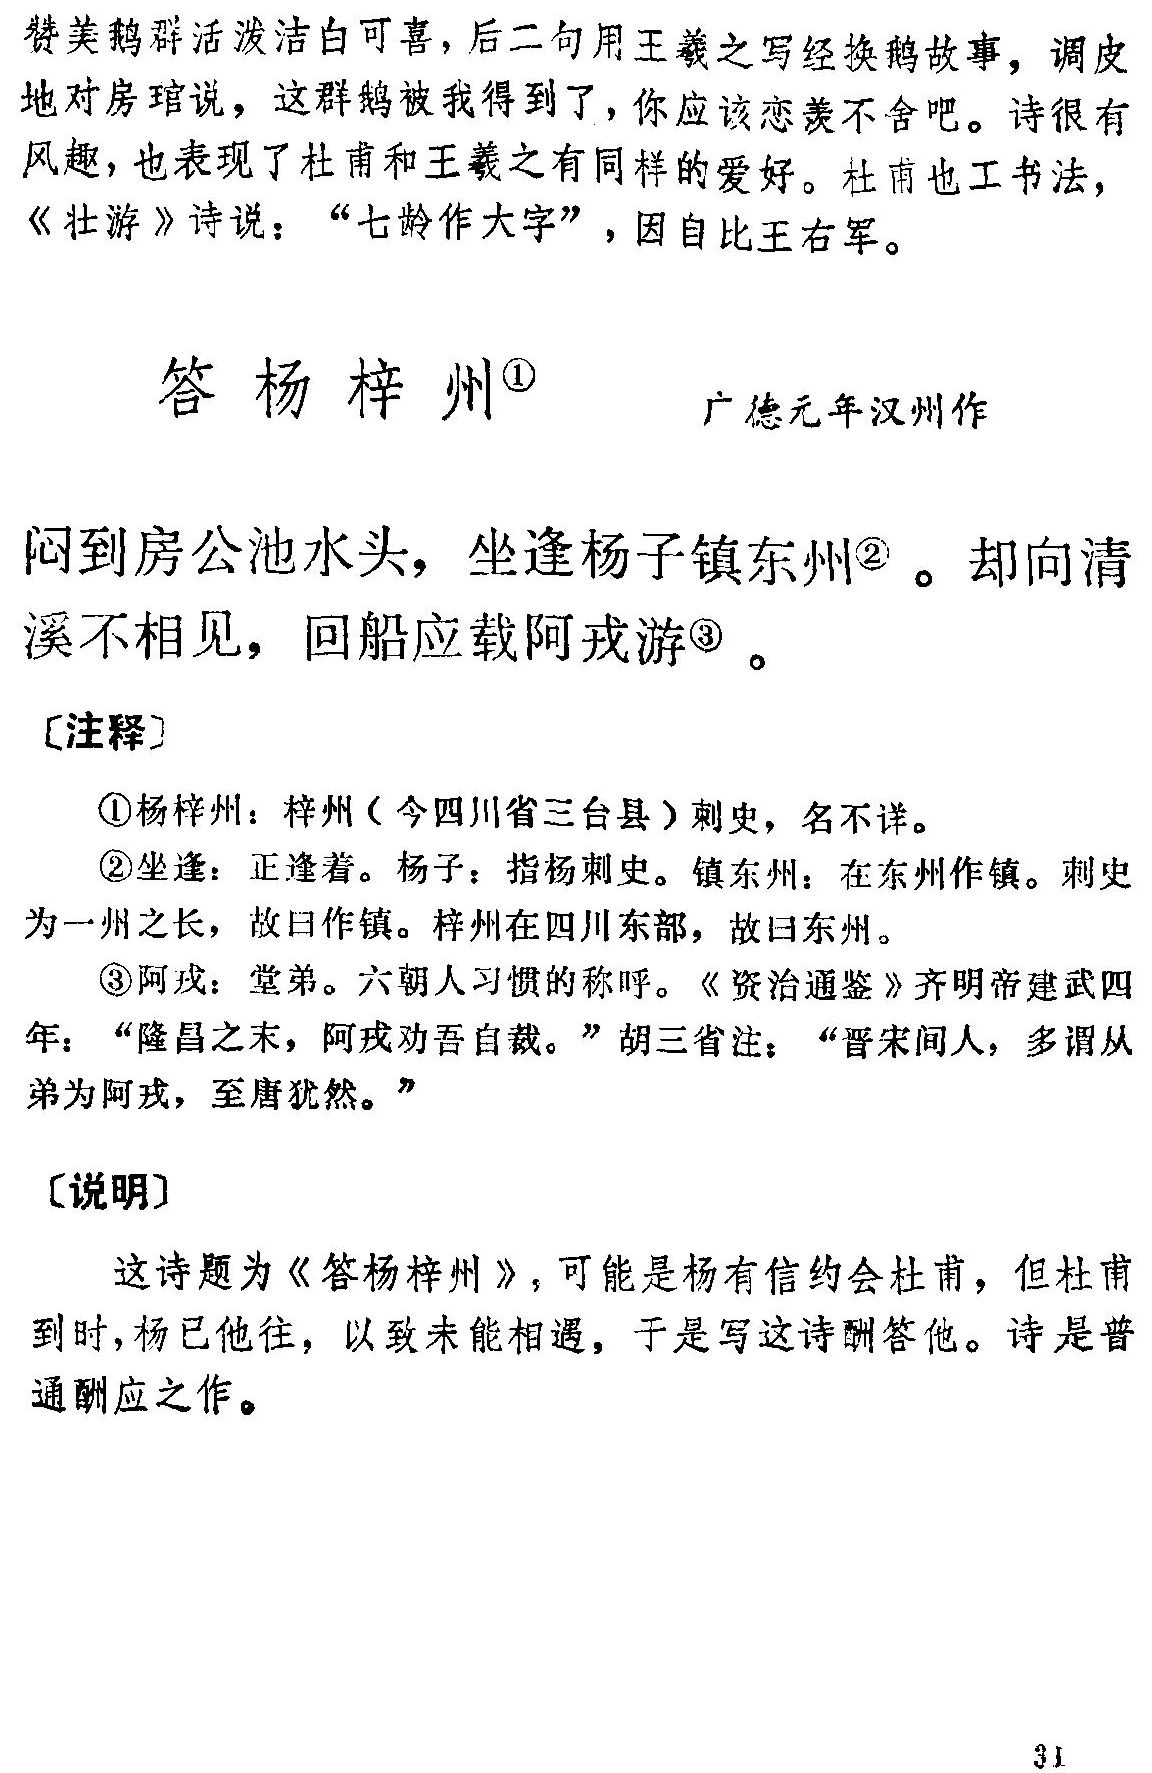 赞美鹅群活泼洁白可喜，后二句用王羲之写经换鹅故事，调皮
地对房琯说，这群鹅被我得到了，你应该恋羡不舍吧。诗很有
风趣，也表现了杜甫和王羲之有同样的爱好。杜甫也工书法，
《壮游》诗说：“七龄作大字”，因自比王右军。
答杨梓州① 广德元年汉州作
闷到房公池水头，坐逢杨子镇东州②。却向清
溪不相见，回船应载阿戎游③。
〔注释〕
①杨梓州：梓州（今四川省三台县）刺史，名不详。
②坐逢：正逢着。杨子：指杨刺史。镇东州：在东州作镇。刺史
为一州之长，故曰作镇。梓州在四川东部，故曰东州。
③阿戎：堂弟。六朝人习惯的称呼。《资治通鉴》齐明帝建武四
年：“隆昌之末，阿戎劝吾自裁。”胡三省注：“晋宋间人，多谓从
弟为阿戎，至唐犹然。”
〔说明〕
这诗题为《答杨梓州》，可能是杨有信约会杜甫，但杜甫
到时，杨已他往，以致未能相遇，于是写这诗酬答他。诗是普
通酬应之作。
31